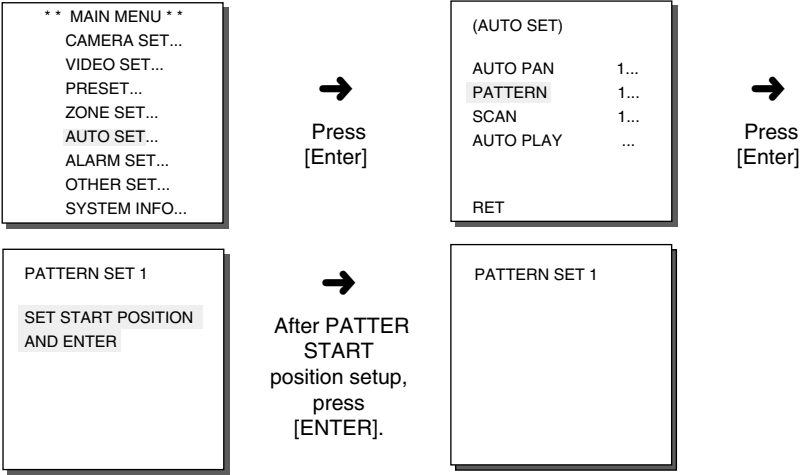 * * MAIN MENU * *
CAMERA SET...
VIDEO SET...
PRESET...
ZONE SET...
AUTO SET...
ALARM SET...
OTHER SET...
SYSTEM INFO...
Press
[Enter]
(AUTO SET)
AUTO PAN 1...
PATTERN 1...
SCAN 1...
AUTO PLAY ...
RET
Press
[Enter]
PATTERN SET 1
SET START POSITION
AND ENTER
After PATTER
START
position setup,
press
[ENTER].
PATTERN SET 1